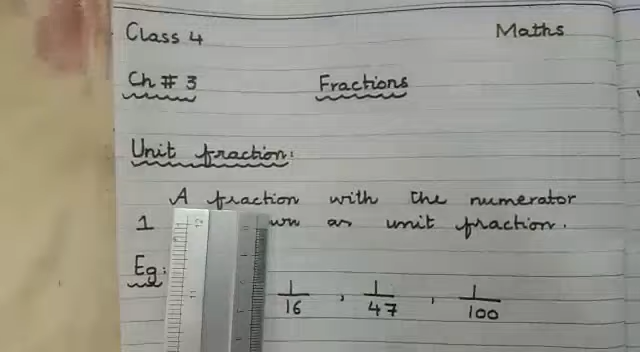 Class 4 Maths
Ch # 3 Fractions
Unit fraction:
A fraction with the numerator
1 as unit fraction.
Eg: 1/16 , 1/47 , 1/100